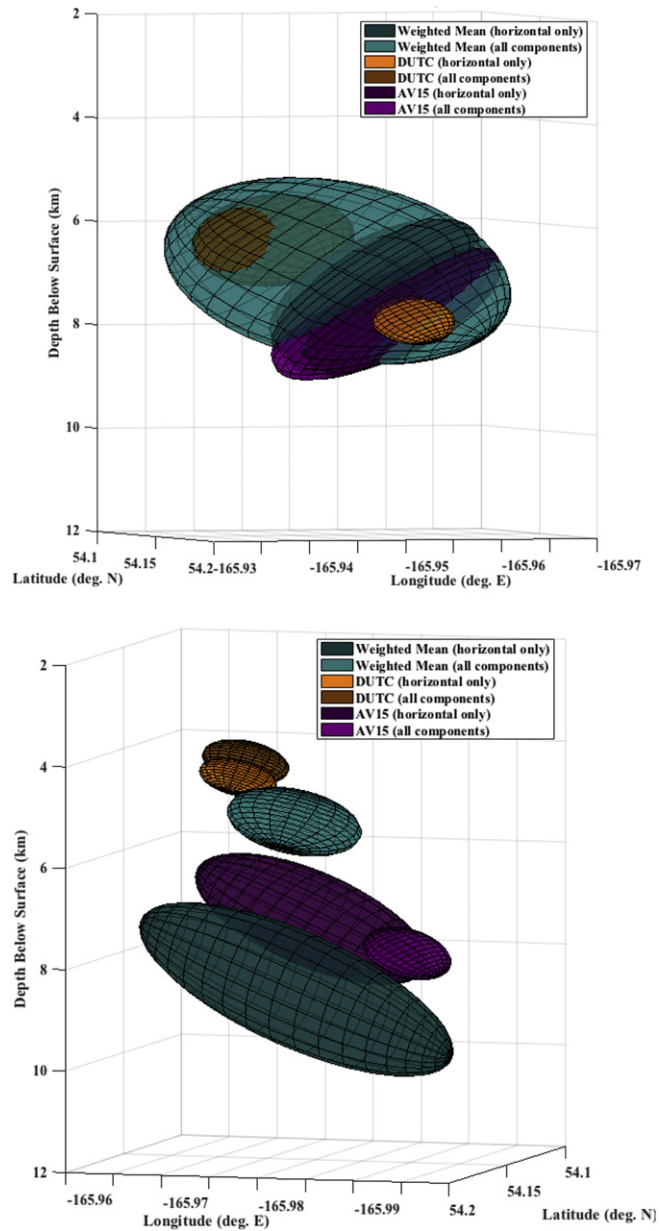 2
Weighted Mean (horizontal only)
Weighted Mean (all components)
DUTC (horizontal only)
DUTC (all components)
AV15 (horizontal only)
AV15 (all components)
4
Depth Below Surface (km)
6
8
10
12
54.1 54.15 54.2 -165.93 -165.94 -165.95 -165.96 -165.97
Latitude (deg. N) Longitude (deg. E)
Weighted Mean (horizontal only)
Weighted Mean (all components)
DUTC (horizontal only)
DUTC (all components)
AV15 (horizontal only)
AV15 (all components)
2
4
Depth Below Surface (km)
6
8
10
12
-165.96 -165.97 -165.98 -165.99 54.2 54.15 54.1
Longitude (deg. E) Latitude (deg. N)